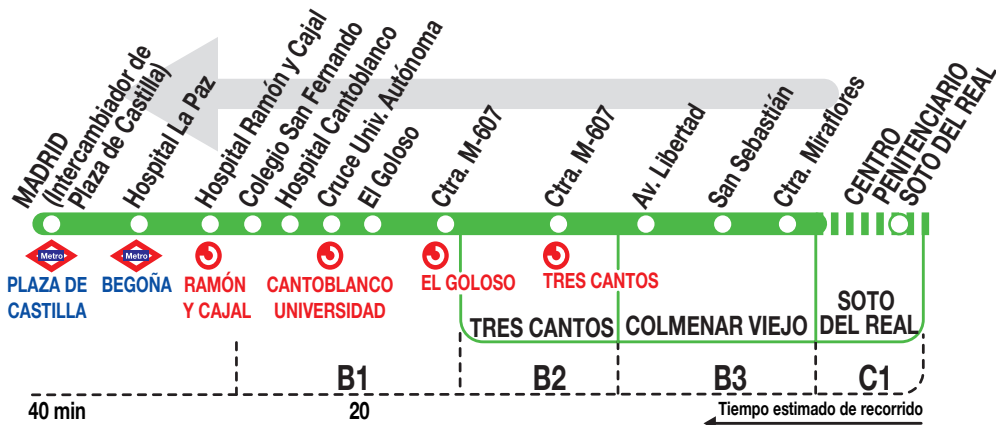 MADRID
(Intercambiador de
Plaza de Castilla)
Hospital La Paz
Hospital Ramón y Cajal
Colegio San Fernando
Hospital Cantoblanco
Cruce Univ. Autónoma
El Goloso
Ctra. M-607
Ctra. M-607
Av. Libertad
San Sebastián
Ctra. Miraflores
CENTRO
PENITENCIARIO
SOTO DEL REAL
Metro
Metro
PLAZA DE
CASTILLA
BEGOÑA
RAMÓN
Y CAJAL
CANTOBLANCO
UNIVERSIDAD
EL GOLOSO
TRES CANTOS
TRES CANTOS
COLMENAR VIEJO
SOTO
DEL REAL
B1
B2
B3
C1
40 min
20
Tiempo estimado de recorrido